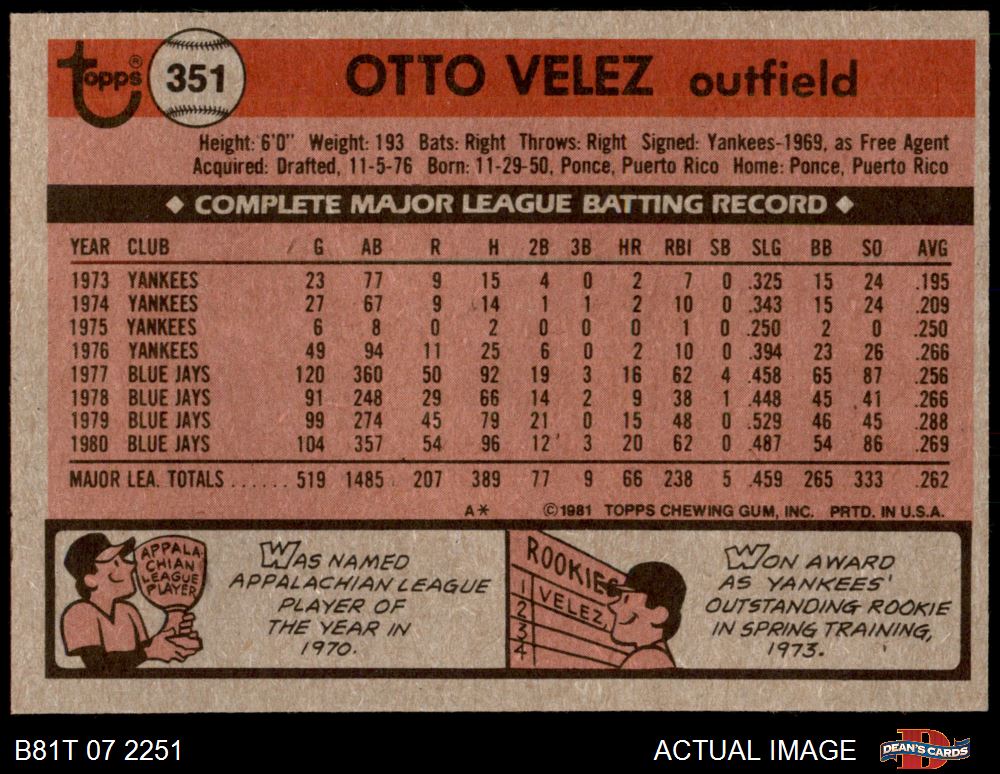 Topps® 351 OTTO VELEZ outfield
Height: 6'0" Weight: 193 Bats: Right Throws: Right Signed: Yankees-1969, as Free Agent
Acquired: Drafted, 11-5-76 Born: 11-29-50, Ponce, Puerto Rico Home: Ponce, Puerto Rico
◆ COMPLETE MAJOR LEAGUE BATTING RECORD ◆
YEAR CLUB G AB R H 2B 3B HR RBI SB SLG BB SO AVG
1973 YANKEES 23 77 9 15 4 0 2 7 0 .325 15 24 .195
1974 YANKEES 27 67 9 14 1 1 2 10 0 .343 15 24 .209
1975 YANKEES 6 8 0 2 0 0 0 1 0 .250 2 0 .250
1976 YANKEES 49 94 11 25 6 0 2 10 0 .394 23 26 .266
1977 BLUE JAYS 120 360 50 92 19 3 16 62 4 .458 65 87 .256
1978 BLUE JAYS 91 248 29 66 14 2 9 38 1 .448 45 41 .266
1979 BLUE JAYS 99 274 45 79 21 0 15 48 0 .529 46 45 .288
1980 BLUE JAYS 104 357 54 96 12 3 20 62 0 .487 54 86 .269
MAJOR LEA. TOTALS ...... 519 1485 207 389 77 9 66 238 5 .459 265 333 .262
A* ©1981 TOPPS CHEWING GUM, INC. PRTD. IN U.S.A.
APPALA-
CHIAN
LEAGUE
PLAYER
WAS NAMED
APPALACHIAN LEAGUE
PLAYER OF
THE YEAR IN
1970.
ROOKIES
1 VELEZ
2
3
4
WON AWARD
AS YANKEES'
OUTSTANDING ROOKIE
IN SPRING TRAINING,
1973.
B81T 07 2251 ACTUAL IMAGE DEAN'S CARDS